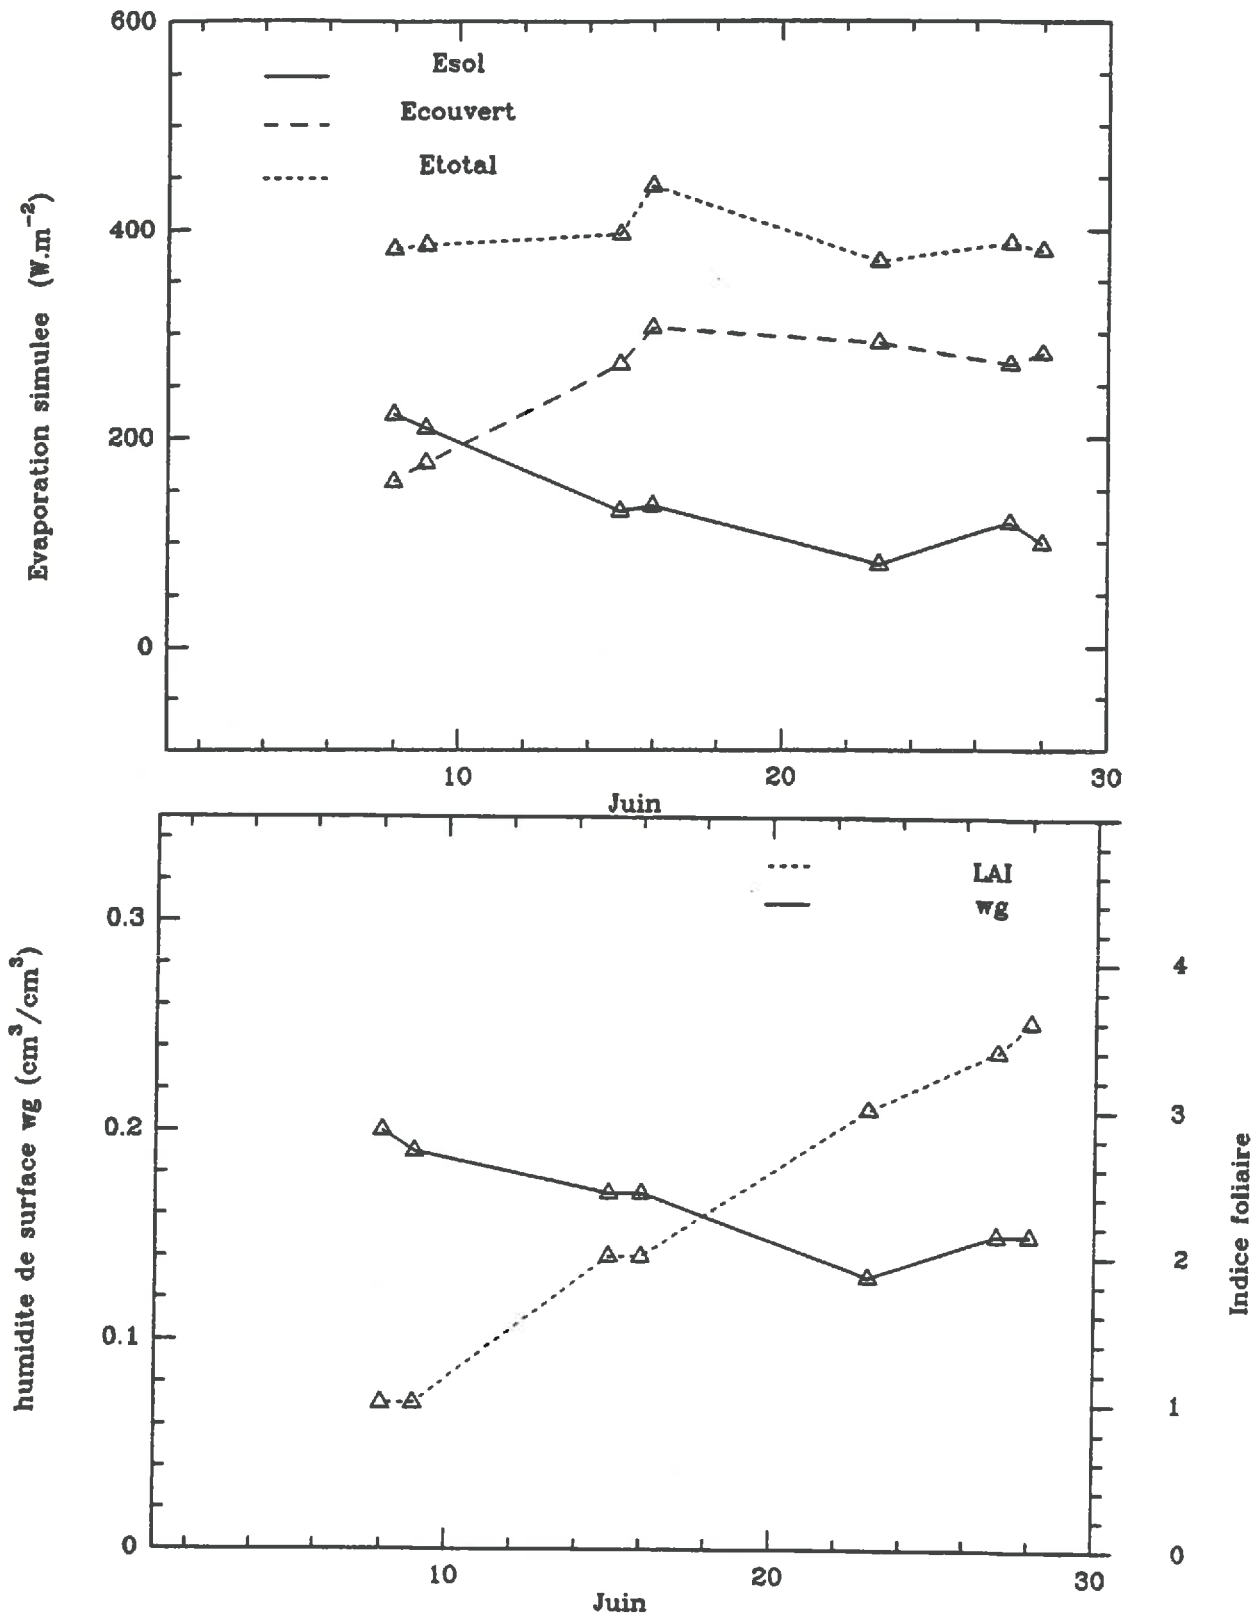 600
Esol
Ecouvert
Etotal
400
200
0
Evaporation simulee (W.m⁻²)
10
20
30
Juin
LAI
wg
0.3
0.2
0.1
0
humidite de surface wg (cm³/cm³)
4
3
2
1
0
Indice foliaire
10
20
30
Juin